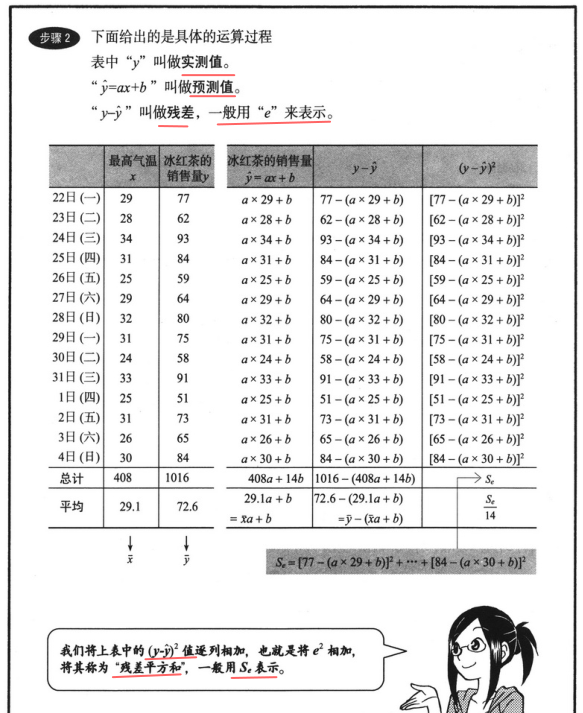 步骤 2 下面给出的是具体的运算过程
表中“y”叫做实测值。
“ŷ=ax+b”叫做预测值。
“y–ŷ”叫做残差，一般用“e”来表示。
最高气温 x 冰红茶的销售量y 冰红茶的销售量 ŷ = ax + b y – ŷ (y – ŷ)²
22日 (一) 29 77 a × 29 + b 77 – (a × 29 + b) [77 – (a × 29 + b)]²
23日 (二) 28 62 a × 28 + b 62 – (a × 28 + b) [62 – (a × 28 + b)]²
24日 (三) 34 93 a × 34 + b 93 – (a × 34 + b) [93 – (a × 34 + b)]²
25日 (四) 31 84 a × 31 + b 84 – (a × 31 + b) [84 – (a × 31 + b)]²
26日 (五) 25 59 a × 25 + b 59 – (a × 25 + b) [59 – (a × 25 + b)]²
27日 (六) 29 64 a × 29 + b 64 – (a × 29 + b) [64 – (a × 29 + b)]²
28日 (日) 32 80 a × 32 + b 80 – (a × 32 + b) [80 – (a × 32 + b)]²
29日 (一) 31 75 a × 31 + b 75 – (a × 31 + b) [75 – (a × 31 + b)]²
30日 (二) 24 58 a × 24 + b 58 – (a × 24 + b) [58 – (a × 24 + b)]²
31日 (三) 33 91 a × 33 + b 91 – (a × 33 + b) [91 – (a × 33 + b)]²
1日 (四) 25 51 a × 25 + b 51 – (a × 25 + b) [51 – (a × 25 + b)]²
2日 (五) 31 73 a × 31 + b 73 – (a × 31 + b) [73 – (a × 31 + b)]²
3日 (六) 26 65 a × 26 + b 65 – (a × 26 + b) [65 – (a × 26 + b)]²
4日 (日) 30 84 a × 30 + b 84 – (a × 30 + b) [84 – (a × 30 + b)]²
总计 408 1016 408a + 14b 1016 – (408a + 14b) → Sₑ
平均 29.1 72.6 29.1a + b 72.6 – (29.1a + b) Sₑ/14
= x̄a + b =ȳ – (x̄a + b)
↓ ↓
x̄ ȳ
Sₑ = [77 – (a × 29 + b)]² + ··· + [84 – (a × 30 + b)]²
我们将上表中的 (y-ŷ)² 值逐列相加，也就是将 e² 相加，
将其称为“残差平方和”，一般用 Sₑ 表示。